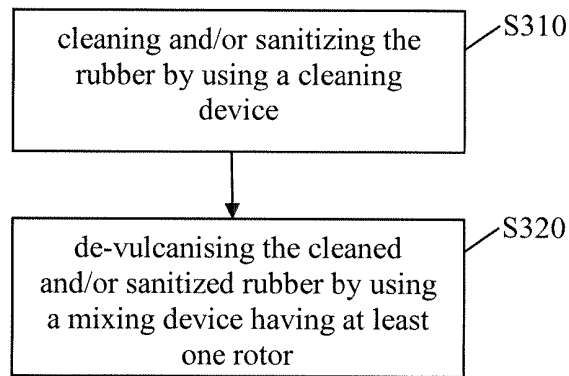 cleaning and/or sanitizing the
rubber by using a cleaning
device
S310
de-vulcanising the cleaned
and/or sanitized rubber by using
a mixing device having at least
one rotor
S320